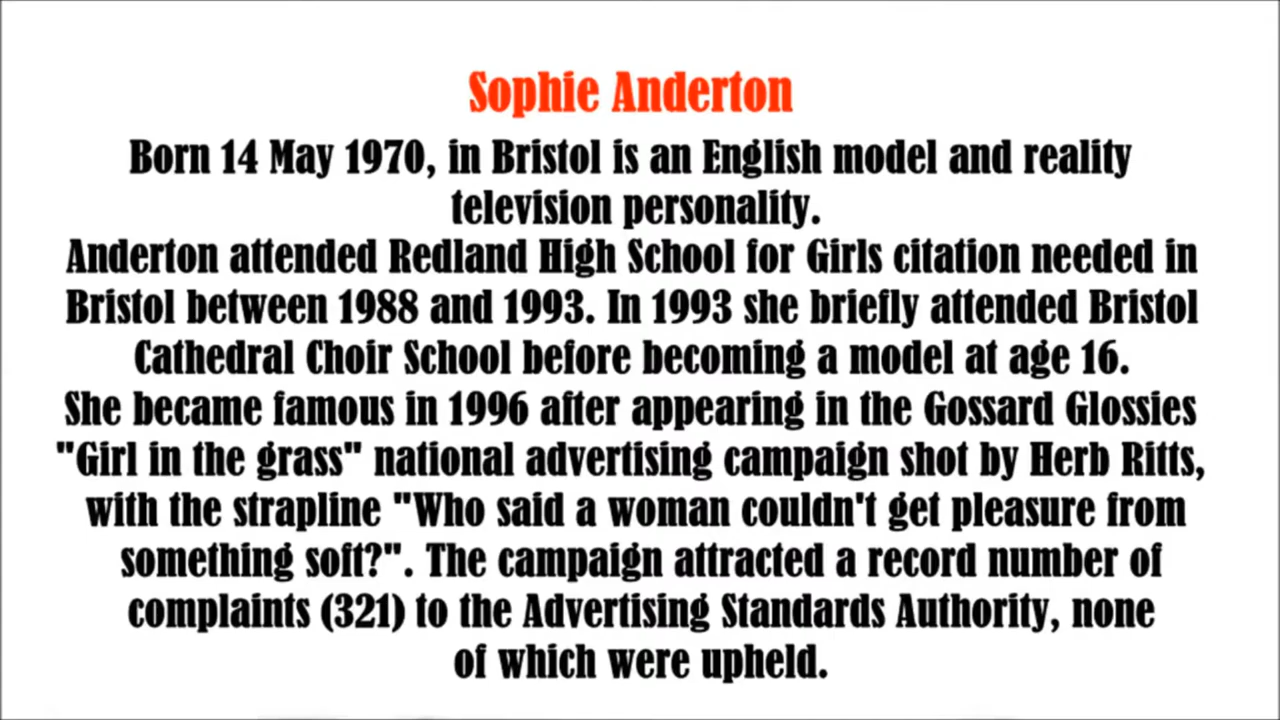 Sophie Anderton
Born 14 May 1970, in Bristol is an English model and reality
television personality.
Anderton attended Redland High School for Girls citation needed in
Bristol between 1988 and 1993. In 1993 she briefly attended Bristol
Cathedral Choir School before becoming a model at age 16.
She became famous in 1996 after appearing in the Gossard Glossies
"Girl in the grass" national advertising campaign shot by Herb Ritts,
with the strapline "Who said a woman couldn't get pleasure from
something soft?". The campaign attracted a record number of
complaints (321) to the Advertising Standards Authority, none
of which were upheld.